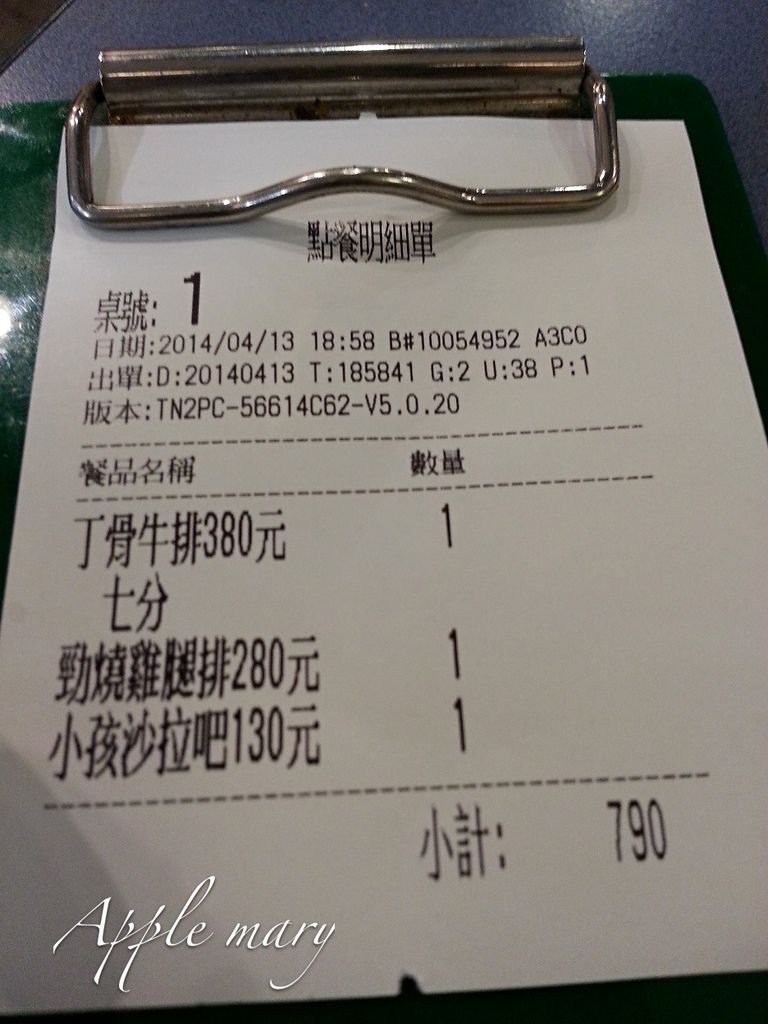 點餐明細單
桌號: 1
日期:2014/04/13 18:58 B#10054952 A3C0
出單:D:20140413 T:185841 G:2 U:38 P:1
版本:TN2PC-56614C62-V5.0.20
餐品名稱 數量
丁骨牛排380元 1
七分
勁燒雞腿排280元 1
小孩沙拉吧130元 1
小計: 790
Apple mary